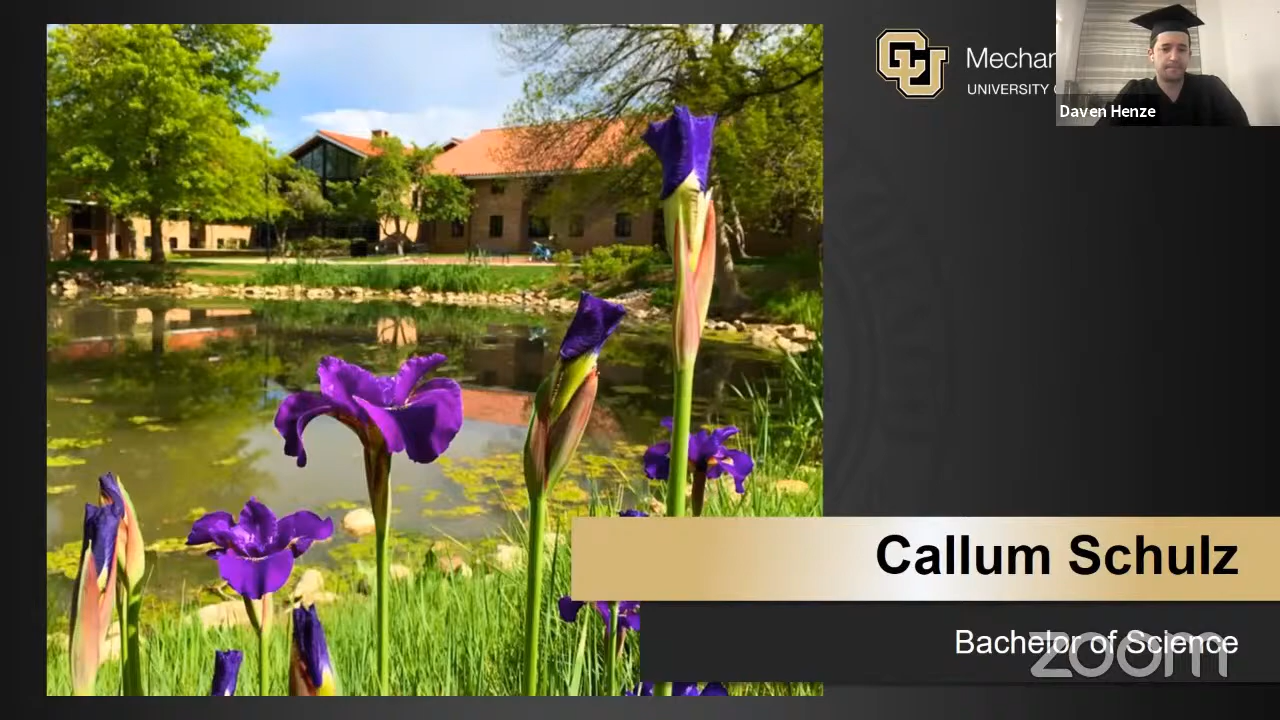 Mechan
UNIVERSITY O
Daven Henze
Callum Schulz
Bachelor of Science
zoom